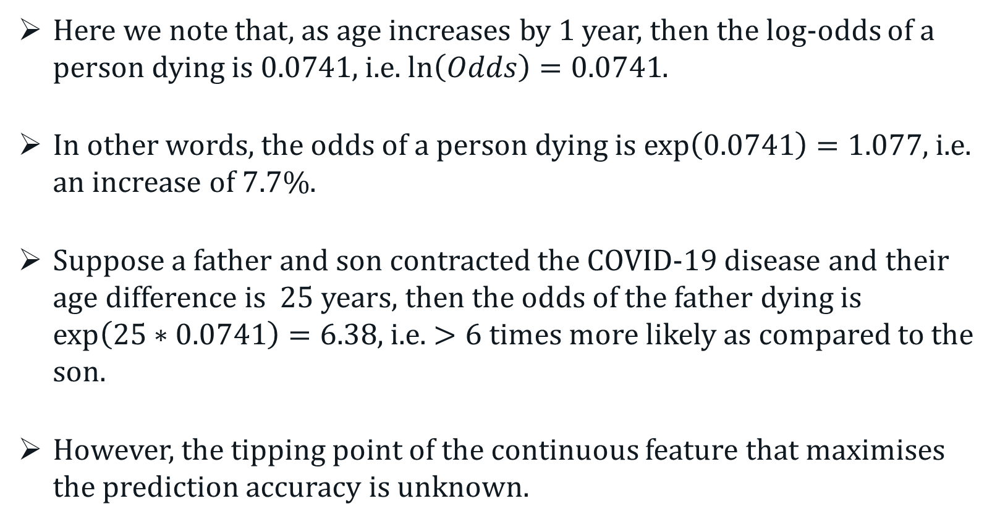 ➢ Here we note that, as age increases by 1 year, then the log-odds of a
person dying is 0.0741, i.e. ln(Odds) = 0.0741.
➢ In other words, the odds of a person dying is exp(0.0741) = 1.077, i.e.
an increase of 7.7%.
➢ Suppose a father and son contracted the COVID-19 disease and their
age difference is  25 years, then the odds of the father dying is
exp(25 ∗ 0.0741) = 6.38, i.e. > 6 times more likely as compared to the
son.
➢ However, the tipping point of the continuous feature that maximises
the prediction accuracy is unknown.